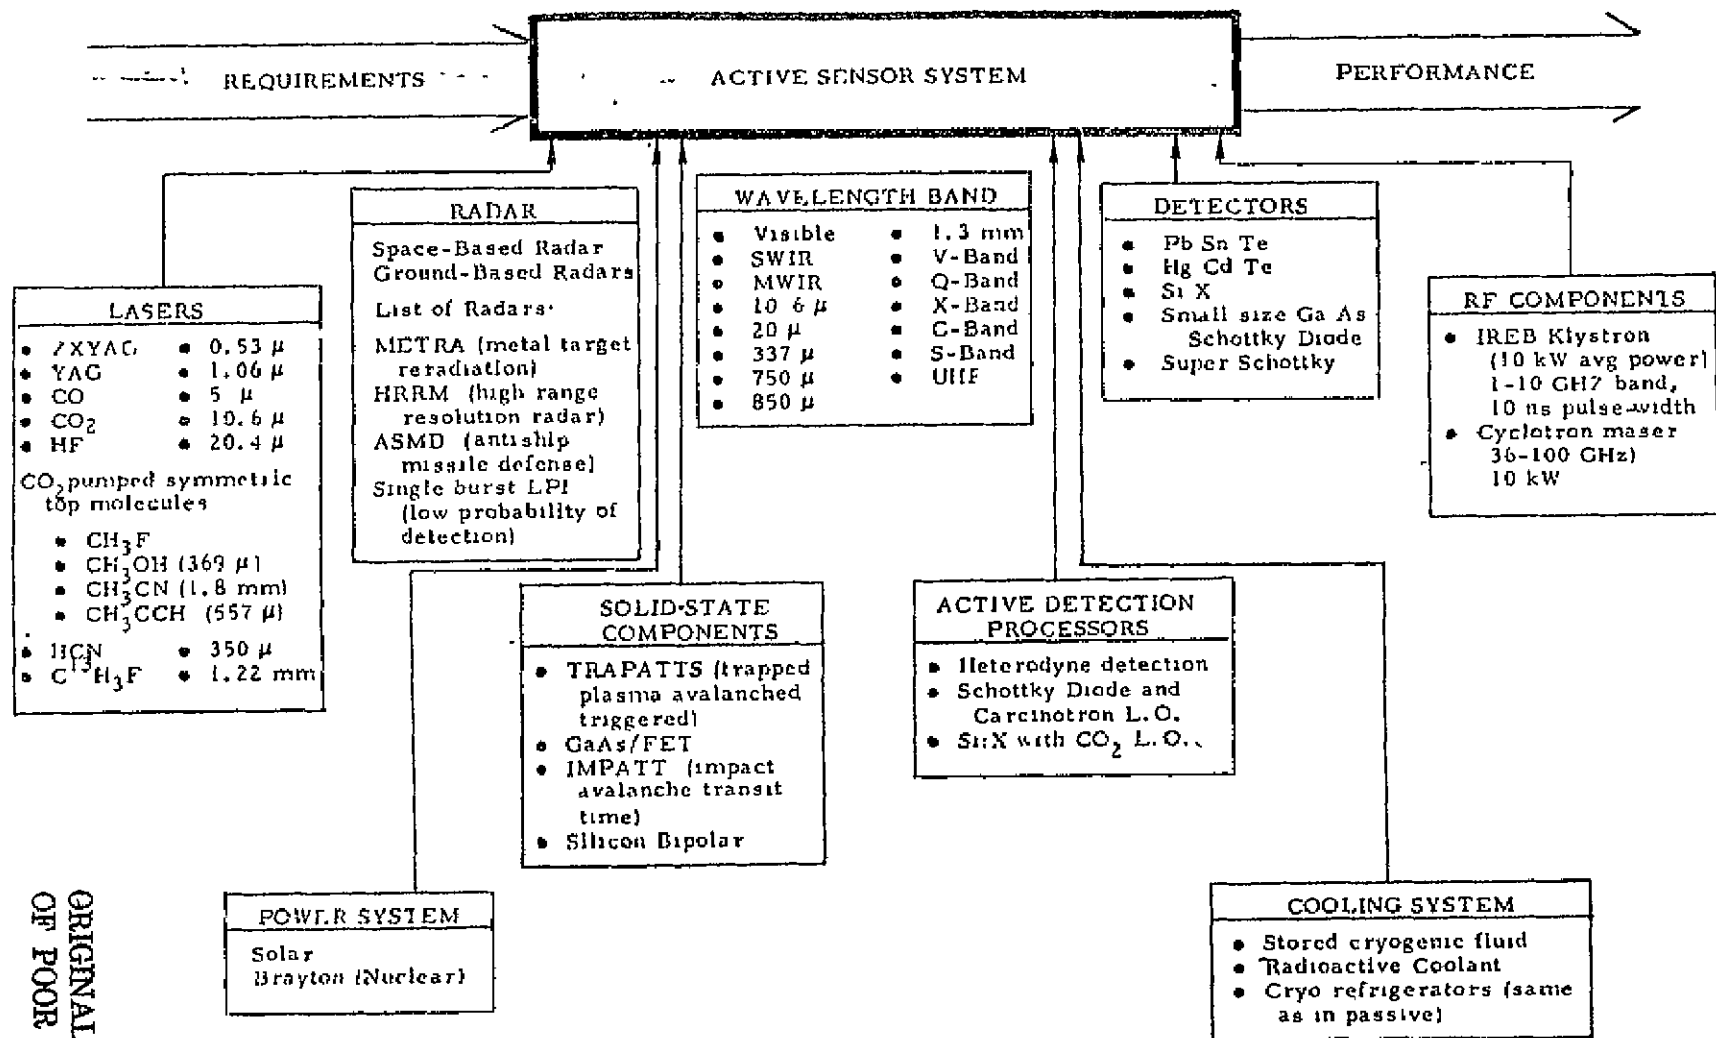 REQUIREMENTS
ACTIVE SENSOR SYSTEM
PERFORMANCE
LASERS
• 2XYAG • 0.53 μ
• YAG • 1.06 μ
• CO • 5 μ
• CO₂ • 10.6 μ
• HF • 20.4 μ
CO₂ pumped symmetric
top molecules
• CH₃F
• CH₃OH (369 μ)
• CH₃CN (1.8 mm)
• CH₃CCH (557 μ)
• HCN • 350 μ
• C¹³H₃F • 1.22 mm
RADAR
Space-Based Radar
Ground-Based Radars
List of Radars:
METRA (metal target
reradiation)
HRRM (high range
resolution radar)
ASMD (antiship
missile defense)
Single burst LPI
(low probability of
detection)
WAVELENGTH BAND
• Visible • 1.3 mm
• SWIR • V-Band
• MWIR • Q-Band
• 10 6 μ • X-Band
• 20 μ • C-Band
• 337 μ • S-Band
• 750 μ • UHF
• 850 μ
DETECTORS
• Pb Sn Te
• Hg Cd Te
• Si X
• Small size Ga As
Schottky Diode
• Super Schottky
RF COMPONENTS
• IREB Klystron
(10 kW avg power)
1-10 GHZ band,
10 ns pulse-width
• Cyclotron maser
36-100 GHz)
10 kW
SOLID-STATE
COMPONENTS
• TRAPATTS (trapped
plasma avalanched
triggered)
• GaAs/FET
• IMPATT (impact
avalanche transit
time)
• Silicon Bipolar
ACTIVE DETECTION
PROCESSORS
• Heterodyne detection
• Schottky Diode and
Carcinotron L.O.
• Si:X with CO₂ L.O.
POWER SYSTEM
Solar
Brayton (Nuclear)
COOLING SYSTEM
• Stored cryogenic fluid
• Radioactive Coolant
• Cryo refrigerators (same
as in passive)
ORIGINAL
OF POOR